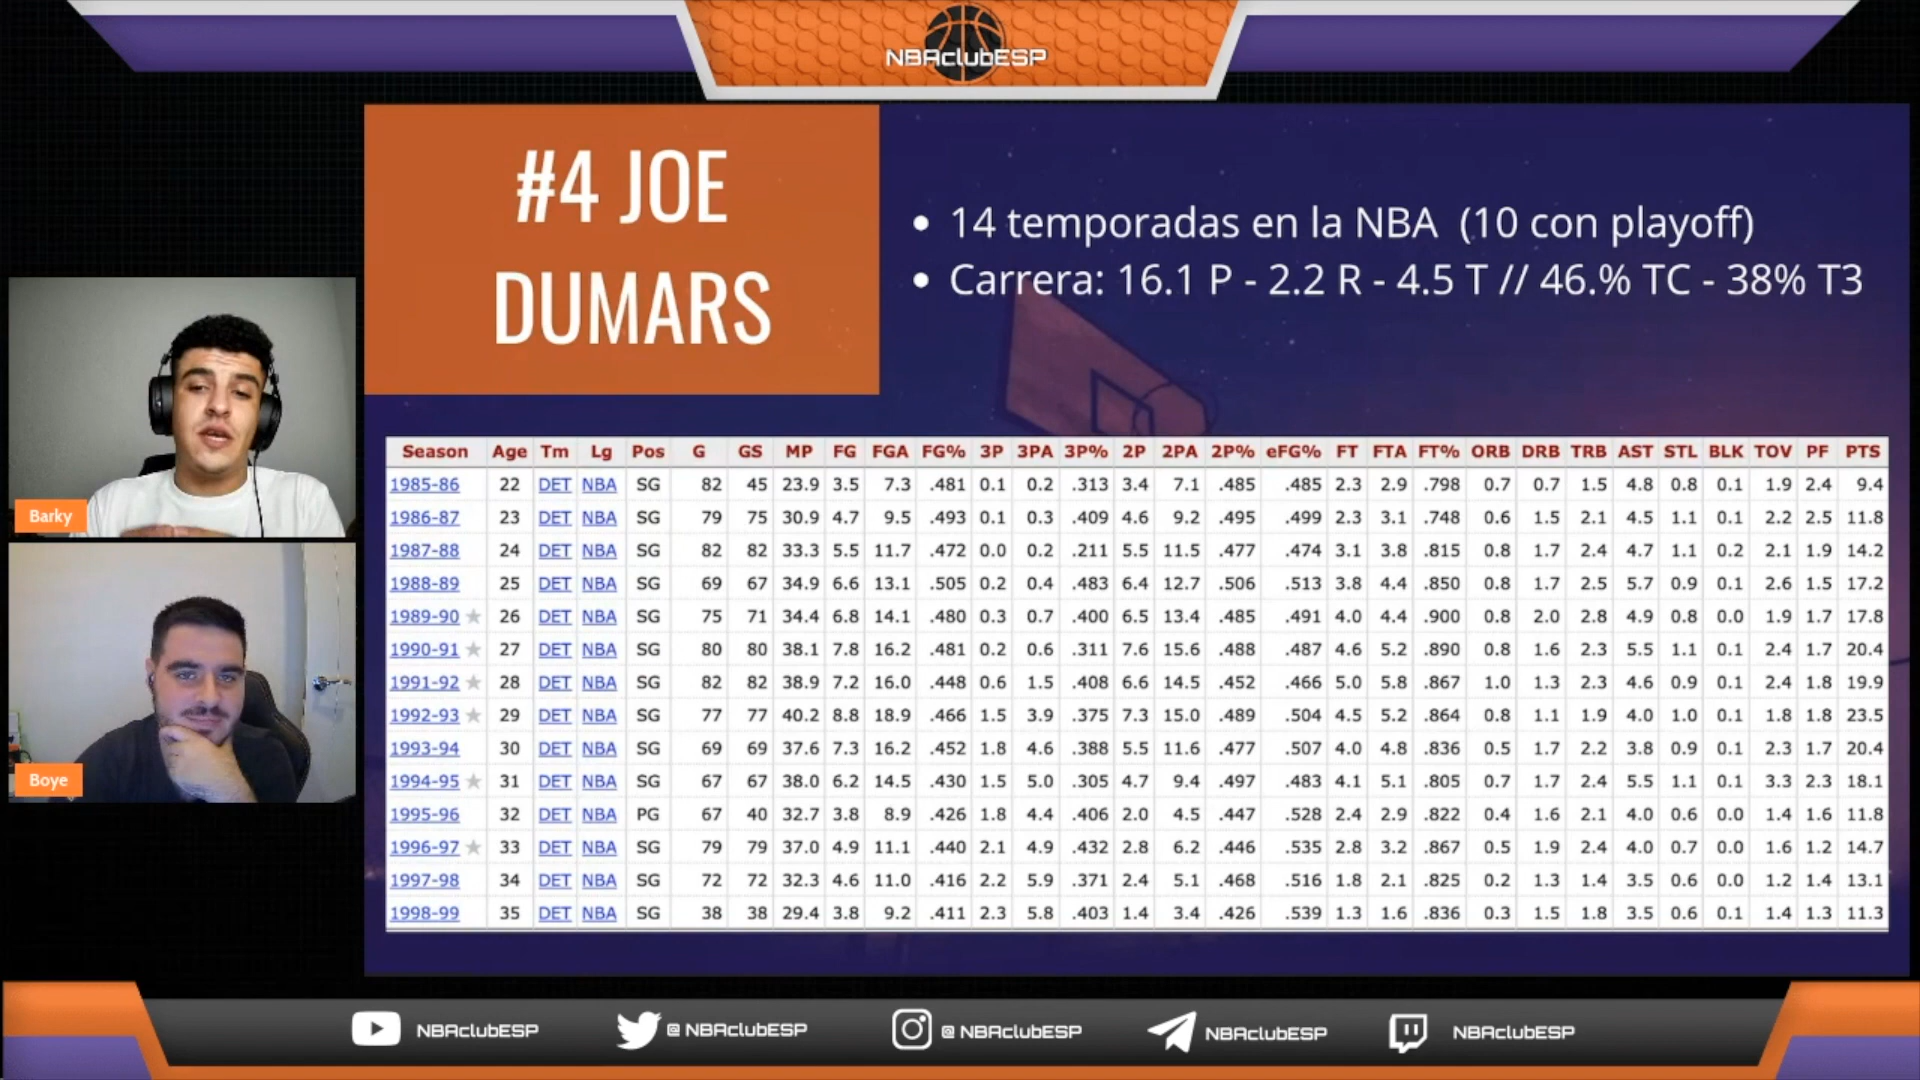 NBAclubESP
#4 JOE
DUMARS
• 14 temporadas en la NBA (10 con playoff)
• Carrera: 16.1 P - 2.2 R - 4.5 T // 46.% TC - 38% T3
Barky
Boye
Season Age Tm Lg Pos G GS MP FG FGA FG% 3P 3PA 3P% 2P 2PA 2P% eFG% FT FTA FT% ORB DRB TRB AST STL BLK TOV PF PTS
1985-86 22 DET NBA SG 82 45 23.9 3.5 7.3 .481 0.1 0.2 .313 3.4 7.1 .485 .485 2.3 2.9 .798 0.7 0.7 1.5 4.8 0.8 0.1 1.9 2.4 9.4
1986-87 23 DET NBA SG 79 75 30.9 4.7 9.5 .493 0.1 0.3 .409 4.6 9.2 .495 .499 2.3 3.1 .748 0.6 1.5 2.1 4.5 1.1 0.1 2.2 2.5 11.8
1987-88 24 DET NBA SG 82 82 33.3 5.5 11.7 .472 0.0 0.2 .211 5.5 11.5 .477 .474 3.1 3.8 .815 0.8 1.7 2.4 4.7 1.1 0.2 2.1 1.9 14.2
1988-89 25 DET NBA SG 69 67 34.9 6.6 13.1 .505 0.2 0.4 .483 6.4 12.7 .506 .513 3.8 4.4 .850 0.8 1.7 2.5 5.7 0.9 0.1 2.6 1.5 17.2
1989-90 ★ 26 DET NBA SG 75 71 34.4 6.8 14.1 .480 0.3 0.7 .400 6.5 13.4 .485 .491 4.0 4.4 .900 0.8 2.0 2.8 4.9 0.8 0.0 1.9 1.7 17.8
1990-91 ★ 27 DET NBA SG 80 80 38.1 7.8 16.2 .481 0.2 0.6 .311 7.6 15.6 .488 .487 4.6 5.2 .890 0.8 1.6 2.3 5.5 1.1 0.1 2.4 1.7 20.4
1991-92 ★ 28 DET NBA SG 82 82 38.9 7.2 16.0 .448 0.6 1.5 .408 6.6 14.5 .452 .466 5.0 5.8 .867 1.0 1.3 2.3 4.6 0.9 0.1 2.4 1.8 19.9
1992-93 ★ 29 DET NBA SG 77 77 40.2 8.8 18.9 .466 1.5 3.9 .375 7.3 15.0 .489 .504 4.5 5.2 .864 0.8 1.1 1.9 4.0 1.0 0.1 1.8 1.8 23.5
1993-94 30 DET NBA SG 69 69 37.6 7.3 16.2 .452 1.8 4.6 .388 5.5 11.6 .477 .507 4.0 4.8 .836 0.5 1.7 2.2 3.8 0.9 0.1 2.3 1.7 20.4
1994-95 ★ 31 DET NBA SG 67 67 38.0 6.2 14.5 .430 1.5 5.0 .305 4.7 9.4 .497 .483 4.1 5.1 .805 0.7 1.7 2.4 5.5 1.1 0.1 3.3 2.3 18.1
1995-96 32 DET NBA PG 67 40 32.7 3.8 8.9 .426 1.8 4.4 .406 2.0 4.5 .447 .528 2.4 2.9 .822 0.4 1.6 2.1 4.0 0.6 0.0 1.4 1.6 11.8
1996-97 ★ 33 DET NBA SG 79 79 37.0 4.9 11.1 .440 2.1 4.9 .432 2.8 6.2 .446 .535 2.8 3.2 .867 0.5 1.9 2.4 4.0 0.7 0.0 1.6 1.2 14.7
1997-98 34 DET NBA SG 72 72 32.3 4.6 11.0 .416 2.2 5.9 .371 2.4 5.1 .468 .516 1.8 2.1 .825 0.2 1.3 1.4 3.5 0.6 0.0 1.2 1.4 13.1
1998-99 35 DET NBA SG 38 38 29.4 3.8 9.2 .411 2.3 5.8 .403 1.4 3.4 .426 .539 1.3 1.6 .836 0.3 1.5 1.8 3.5 0.6 0.1 1.4 1.3 11.3
NBAclubESP @ NBAclubESP @ NBAclubESP NBAclubESP NBAclubESP